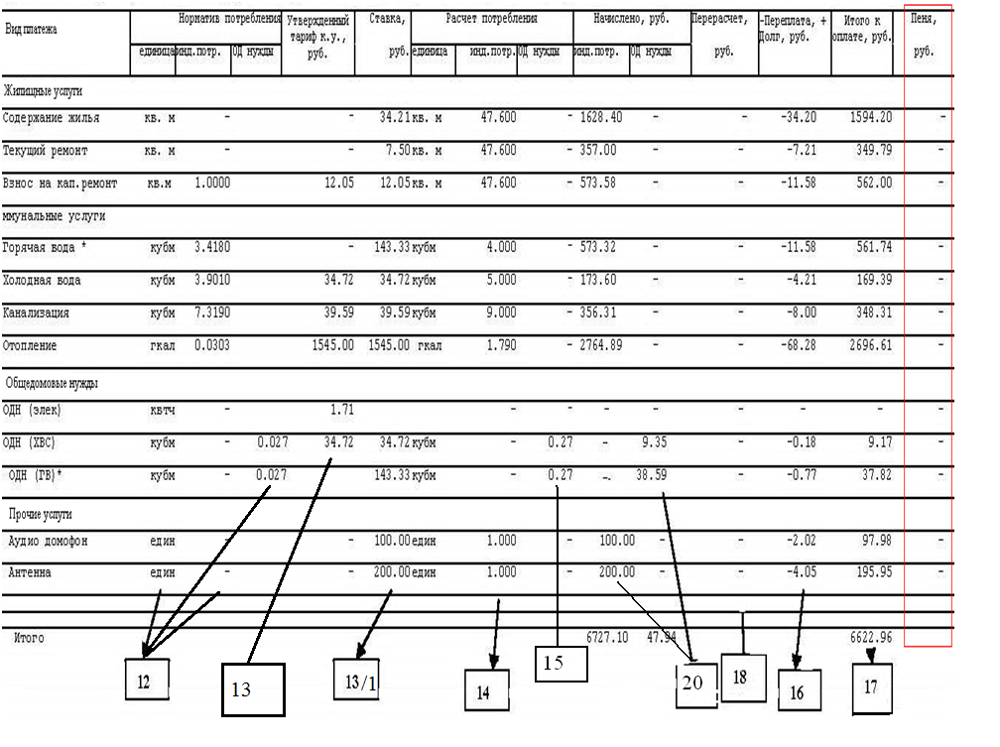 Вид платежа Норматив потребления Утвержденный тариф к.у., руб. Ставка, руб. Расчет потребления Начислено, руб. Перерасчет, руб. -Переплата, + Долг, руб. Итого к оплате, руб. Пеня, руб.
единица инд.потр. ОД нужды единица инд.потр. ОД нужды инд.потр. ОД нужды
Жилищные услуги
Содержание жилья кв. м - - 34.21 кв. м 47.600 - 1628.40 - -34.20 1594.20 -
Текущий ремонт кв. м - - 7.50 кв. м 47.600 - 357.00 - -7.21 349.79 -
Взнос на кап.ремонт кв.м 1.0000 12.05 12.05 кв. м 47.600 - 573.58 - -11.58 562.00 -
ммунальные услуги
Горячая вода * кубм 3.4180 - 143.33 кубм 4.000 - 573.32 - -11.58 561.74 -
Холодная вода кубм 3.9010 34.72 34.72 кубм 5.000 - 173.60 - -4.21 169.39 -
Канализация кубм 7.3190 39.59 39.59 кубм 9.000 - 356.31 - -8.00 348.31 -
Отопление гкал 0.0303 1545.00 1545.00 гкал 1.790 - 2764.89 - -68.28 2696.61 -
Общедомовые нужды
ОДН (элек) квтч - 1.71 - - - - - - - -
ОДН (ХВС) кубм - 0.027 34.72 34.72 кубм - 0.27 - 9.35 - -0.18 9.17 -
ОДН (ГВ)* кубм - 0.027 143.33 кубм - 0.27 - 38.59 - -0.77 37.82 -
Прочие услуги
Аудио домофон един - - 100.00 един 1.000 - 100.00 - - -2.02 97.98 -
Антенна един - - 200.00 един 1.000 - 200.00 - - -4.05 195.95 -
Итого 6727.10 47.94 6622.96
12 13 13/1 14 15 20 18 16 17